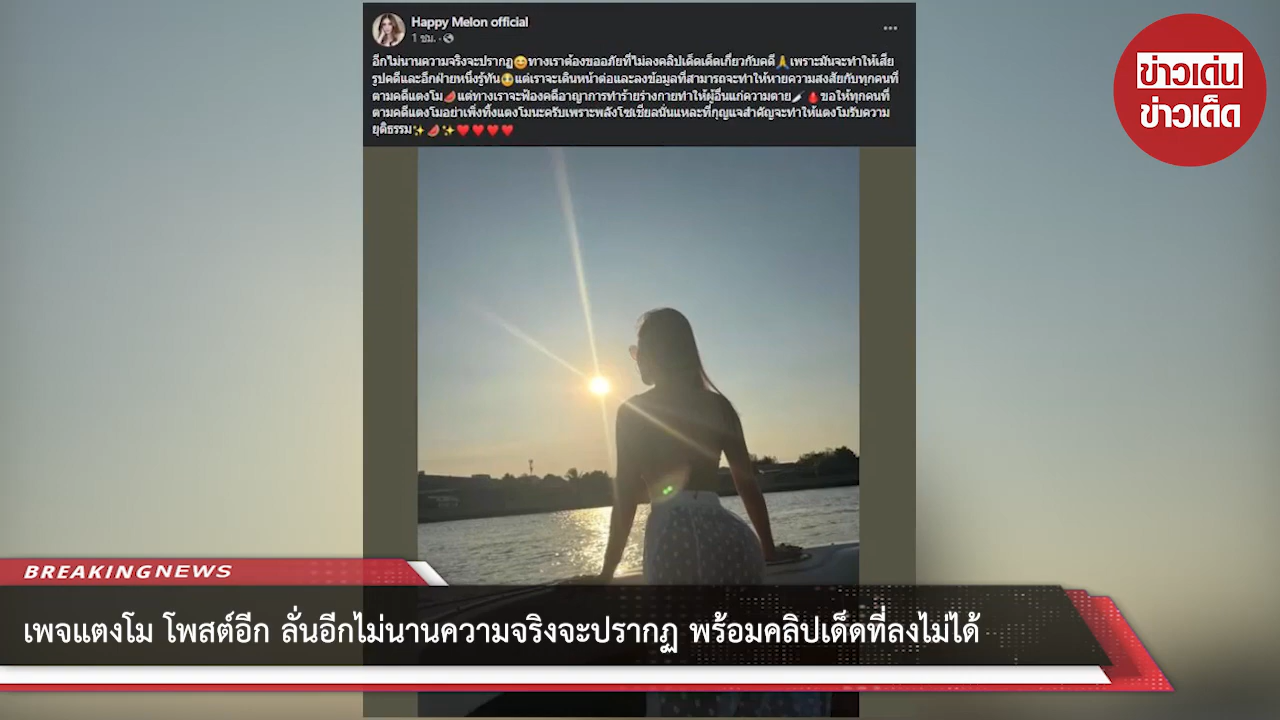 Happy Melon official
1 ชม. ·
อีกไม่นานความจริงจะปรากฏ😄ทางเราต้องขออภัยที่ไม่ลงคลิปเด็ดเด็ดเกี่ยวกับคดี🙏เพราะมันจะทำให้เสีย
รูปคดีและอีกฝ่ายหนึ่งรู้ทัน😥แต่เราจะเดินหน้าต่อและลงข้อมูลที่สามารถจะทำให้หายความสงสัยกับทุกคนที่
ตามคดีแตงโม🍉แต่ทางเราจะฟ้องคดีอาญาการทำร้ายร่างกายทำให้ผู้อื่นแก่ความตาย🔪🩸ขอให้ทุกคนที่
ตามคดีแตงโมอย่าเพิ่งทิ้งแตงโมนะครับเพราะพลังโซเชียลนั่นแหละที่กุญแจสำคัญจะทำให้แตงโมรับความ
ยุติธรรม✨🍉✨❤️❤️❤️❤️
ข่าวเด่น
ข่าวเด็ด
BREAKING NEWS
เพจแตงโม โพสต์อีก ลั่นอีกไม่นานความจริงจะปรากฏ พร้อมคลิปเด็ดที่ลงไม่ได้